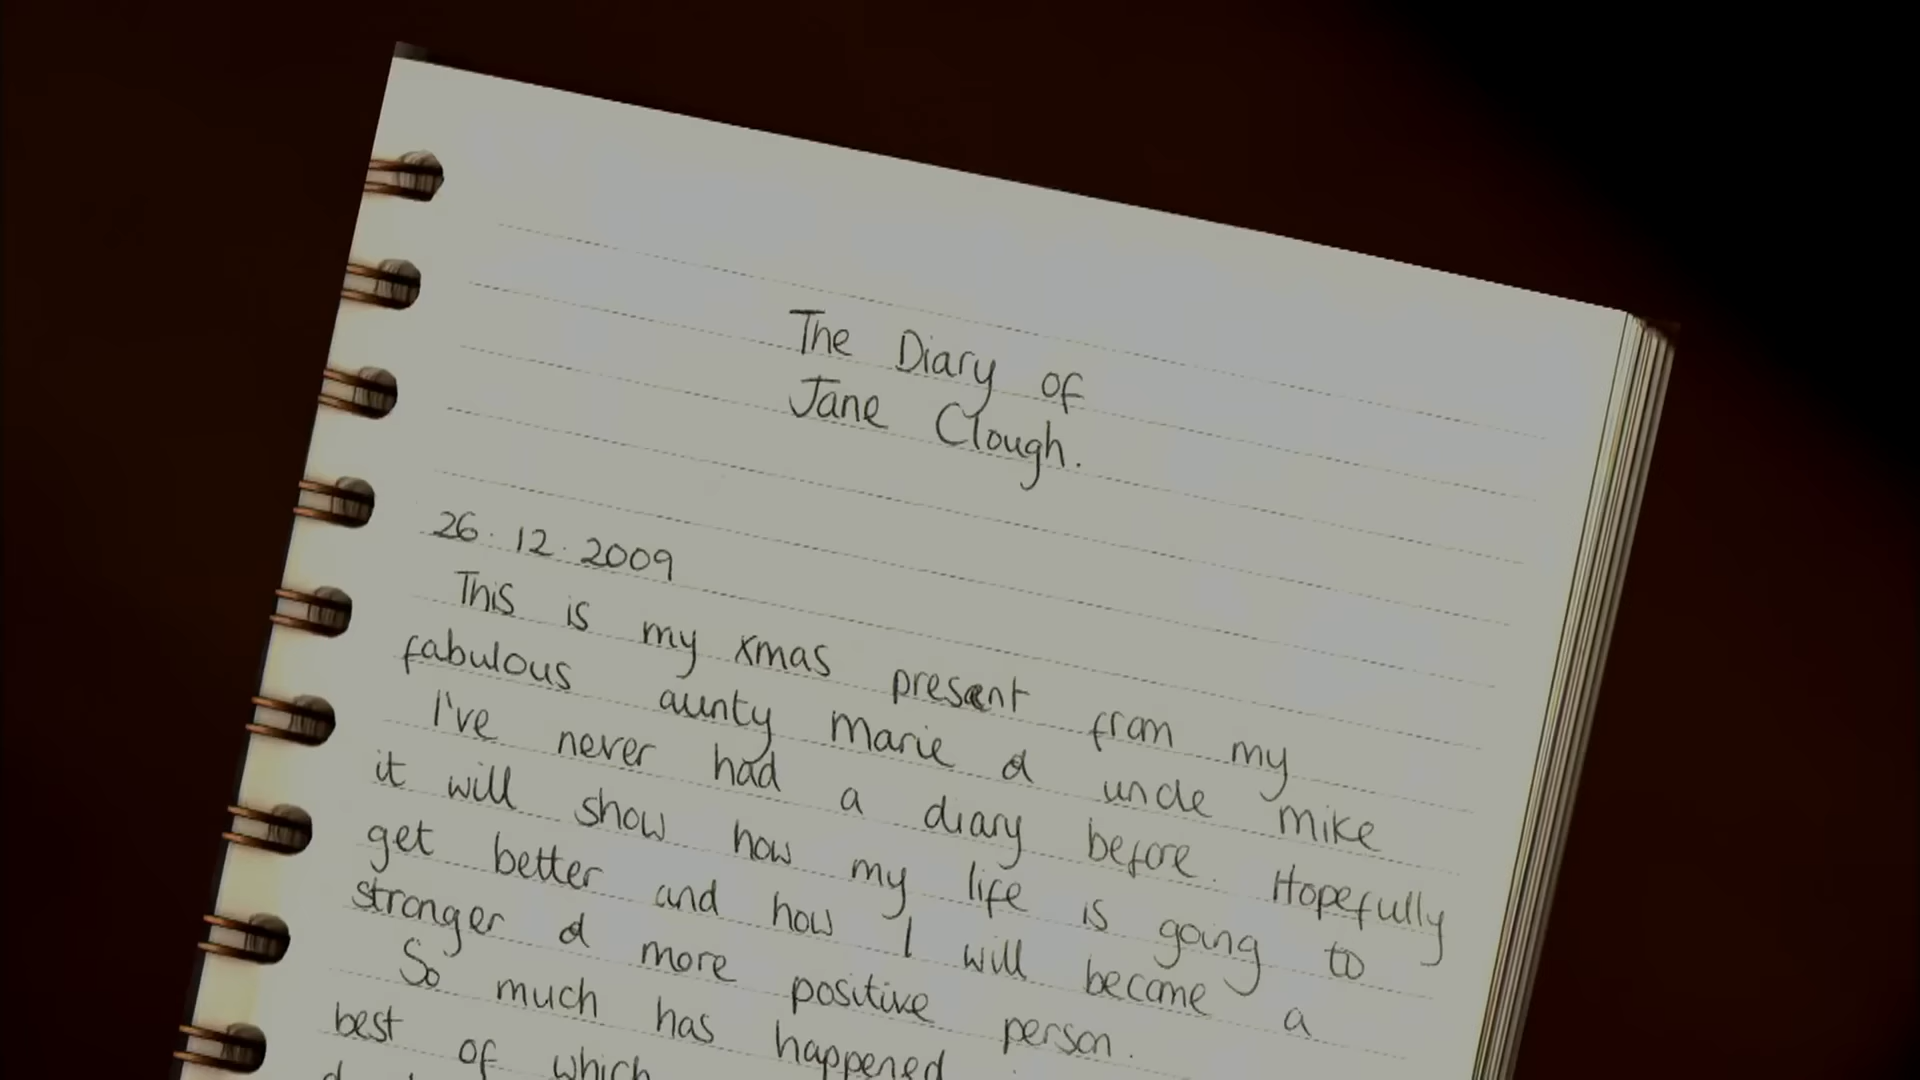 The Diary of
Jane Clough.
26.12.2009
This is my xmas present from my
fabulous aunty Marie & uncle Mike
I've never had a diary before. Hopefully
it will show how my life is going to
get better and how I will become a
stronger & more positive person.
So much has happened
best of which